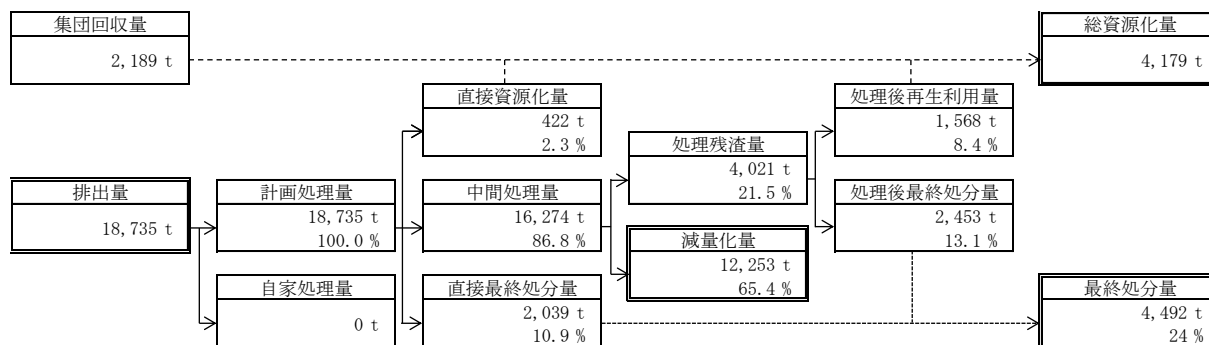 集団回収量
2,189 t
総資源化量
4,179 t
直接資源化量
422 t
2.3 %
処理後再生利用量
1,568 t
8.4 %
処理残渣量
4,021 t
21.5 %
排出量
18,735 t
計画処理量
18,735 t
100.0 %
中間処理量
16,274 t
86.8 %
処理後最終処分量
2,453 t
13.1 %
減量化量
12,253 t
65.4 %
自家処理量
0 t
直接最終処分量
2,039 t
10.9 %
最終処分量
4,492 t
24 %